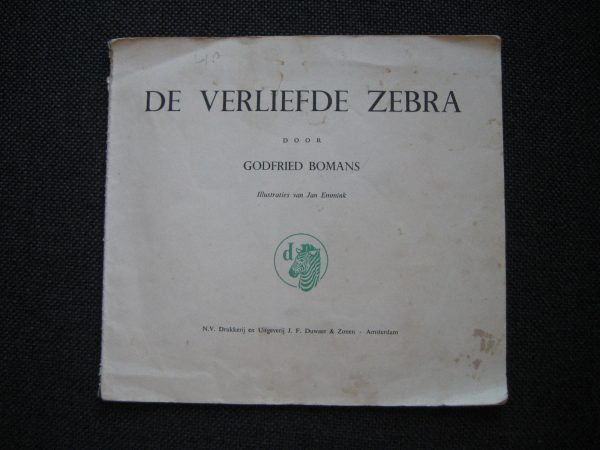 DE VERLIEFDE ZEBRA
DOOR
GODFRIED BOMANS
Illustraties van Jan Emmink
d
N.V. Drukkerij en Uitgeverij J. F. Duwaer & Zonen - Amsterdam